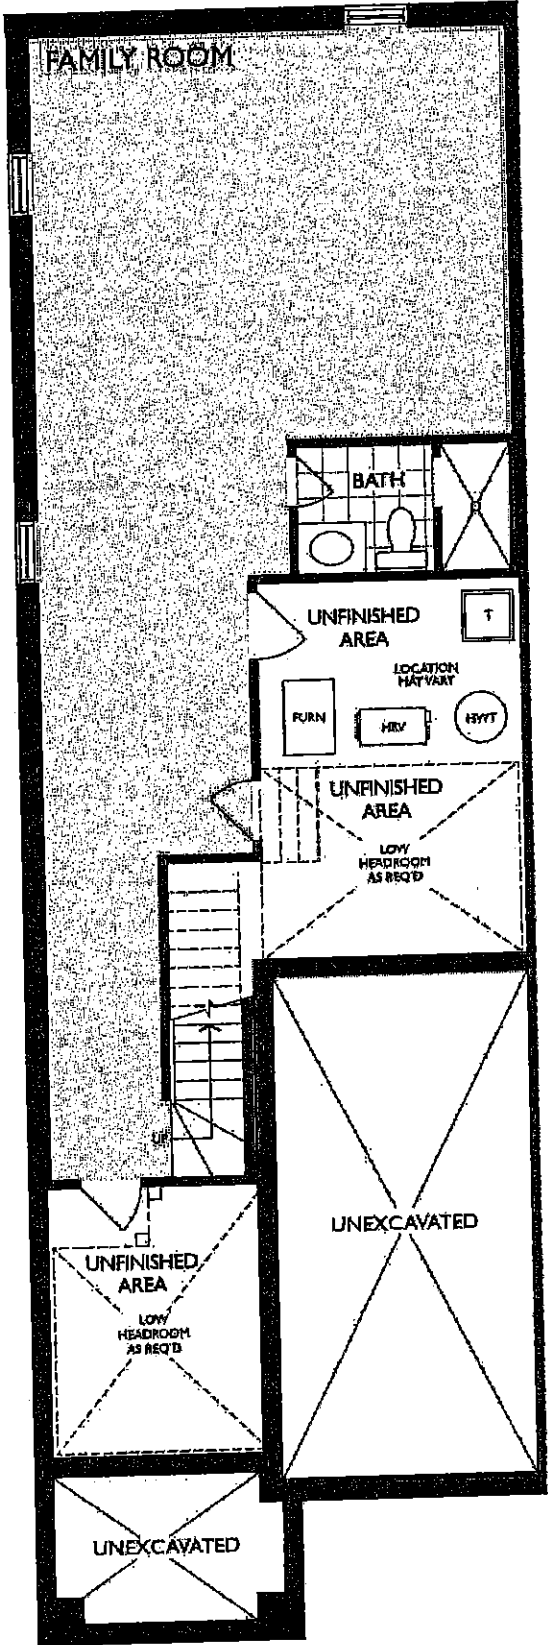 FAMILY ROOM
BATH
UNFINISHED
AREA
T
LOCATION
MAY VARY
FURN
HRV
HWT
UNFINISHED
AREA
LOW
HEADROOM
AS REQ'D
UP
UNEXCAVATED
UNFINISHED
AREA
LOW
HEADROOM
AS REQ'D
UNEXCAVATED